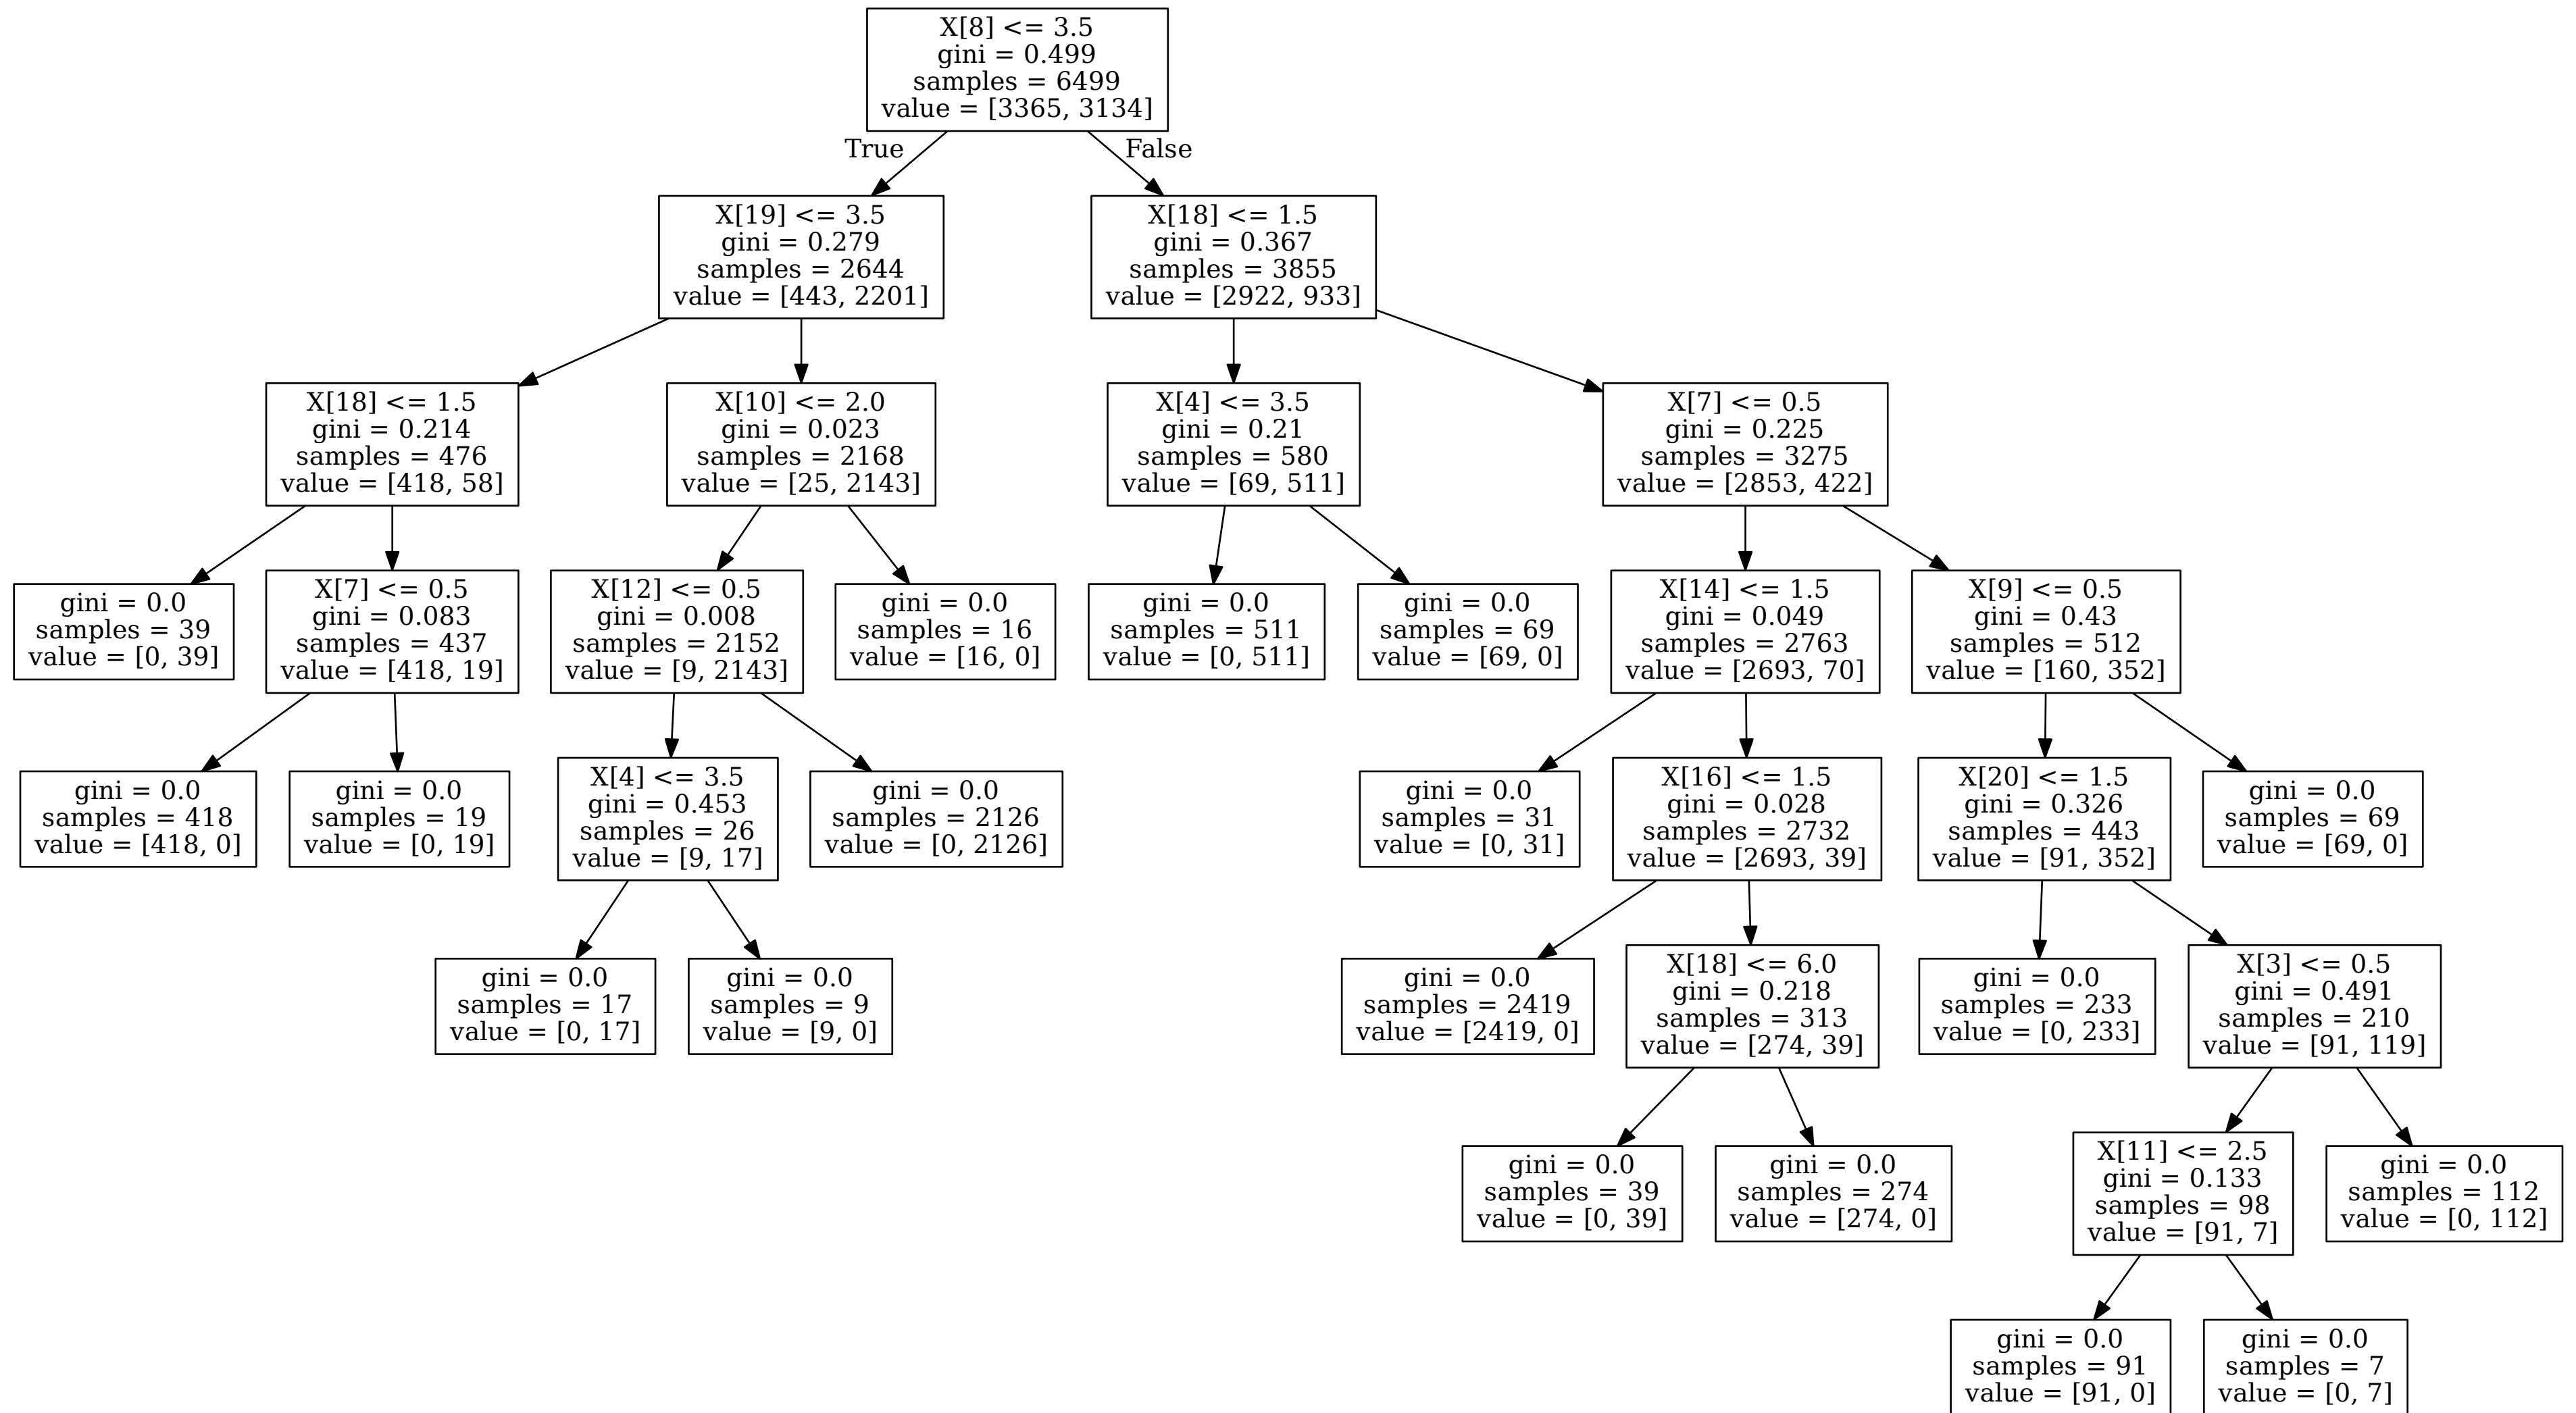 X[8] <= 3.5
gini = 0.499
samples = 6499
value = [3365, 3134]
True
False
X[19] <= 3.5
gini = 0.279
samples = 2644
value = [443, 2201]
X[18] <= 1.5
gini = 0.367
samples = 3855
value = [2922, 933]
X[18] <= 1.5
gini = 0.214
samples = 476
value = [418, 58]
X[10] <= 2.0
gini = 0.023
samples = 2168
value = [25, 2143]
X[4] <= 3.5
gini = 0.21
samples = 580
value = [69, 511]
X[7] <= 0.5
gini = 0.225
samples = 3275
value = [2853, 422]
gini = 0.0
samples = 39
value = [0, 39]
X[7] <= 0.5
gini = 0.083
samples = 437
value = [418, 19]
X[12] <= 0.5
gini = 0.008
samples = 2152
value = [9, 2143]
gini = 0.0
samples = 16
value = [16, 0]
gini = 0.0
samples = 511
value = [0, 511]
gini = 0.0
samples = 69
value = [69, 0]
X[14] <= 1.5
gini = 0.049
samples = 2763
value = [2693, 70]
X[9] <= 0.5
gini = 0.43
samples = 512
value = [160, 352]
gini = 0.0
samples = 418
value = [418, 0]
gini = 0.0
samples = 19
value = [0, 19]
X[4] <= 3.5
gini = 0.453
samples = 26
value = [9, 17]
gini = 0.0
samples = 2126
value = [0, 2126]
gini = 0.0
samples = 31
value = [0, 31]
X[16] <= 1.5
gini = 0.028
samples = 2732
value = [2693, 39]
X[20] <= 1.5
gini = 0.326
samples = 443
value = [91, 352]
gini = 0.0
samples = 69
value = [69, 0]
gini = 0.0
samples = 17
value = [0, 17]
gini = 0.0
samples = 9
value = [9, 0]
gini = 0.0
samples = 2419
value = [2419, 0]
X[18] <= 6.0
gini = 0.218
samples = 313
value = [274, 39]
gini = 0.0
samples = 233
value = [0, 233]
X[3] <= 0.5
gini = 0.491
samples = 210
value = [91, 119]
gini = 0.0
samples = 39
value = [0, 39]
gini = 0.0
samples = 274
value = [274, 0]
X[11] <= 2.5
gini = 0.133
samples = 98
value = [91, 7]
gini = 0.0
samples = 112
value = [0, 112]
gini = 0.0
samples = 91
value = [91, 0]
gini = 0.0
samples = 7
value = [0, 7]